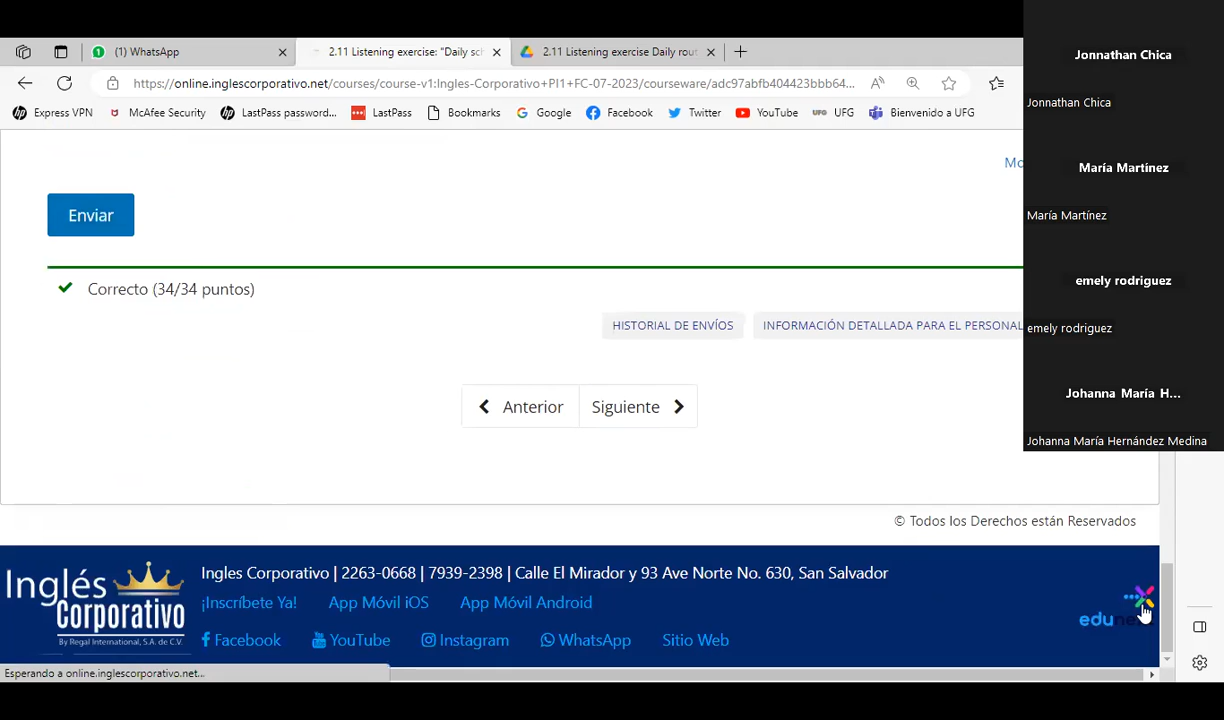 (1) WhatsApp
2.11 Listening exercise: "Daily sch
2.11 Listening exercise Daily rout
https://online.inglescorporativo.net/courses/course-v1:Ingles-Corporativo+PI1+FC-07-2023/courseware/adc97abfb404423bbb64...
Express VPN
McAfee Security
LastPass password...
LastPass
Bookmarks
Google
Facebook
Twitter
YouTube
UFG
Bienvenido a UFG
Mo
Enviar
Correcto (34/34 puntos)
HISTORIAL DE ENVÍOS
INFORMACIÓN DETALLADA PARA EL PERSONAL
Anterior
Siguiente
© Todos los Derechos están Reservados
Inglés
Corporativo
By Regal International, S.A. de C.V.
Ingles Corporativo | 2263-0668 | 7939-2398 | Calle El Mirador y 93 Ave Norte No. 630, San Salvador
¡Inscríbete Ya!
App Móvil iOS
App Móvil Android
Facebook
YouTube
Instagram
WhatsApp
Sitio Web
edunext
Esperando a online.inglescorporativo.net...
Jonnathan Chica
Jonnathan Chica
María Martínez
María Martínez
emely rodriguez
emely rodriguez
Johanna María H...
Johanna María Hernández Medina